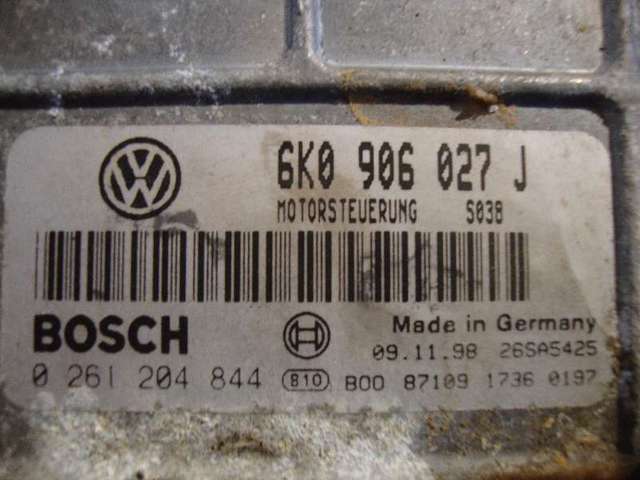 6K0 906 027 J
MOTORSTEUERUNG S038
BOSCH
Made in Germany
09.11.98 26SA5425
0 261 204 844 810 B00 87109 1736 0197